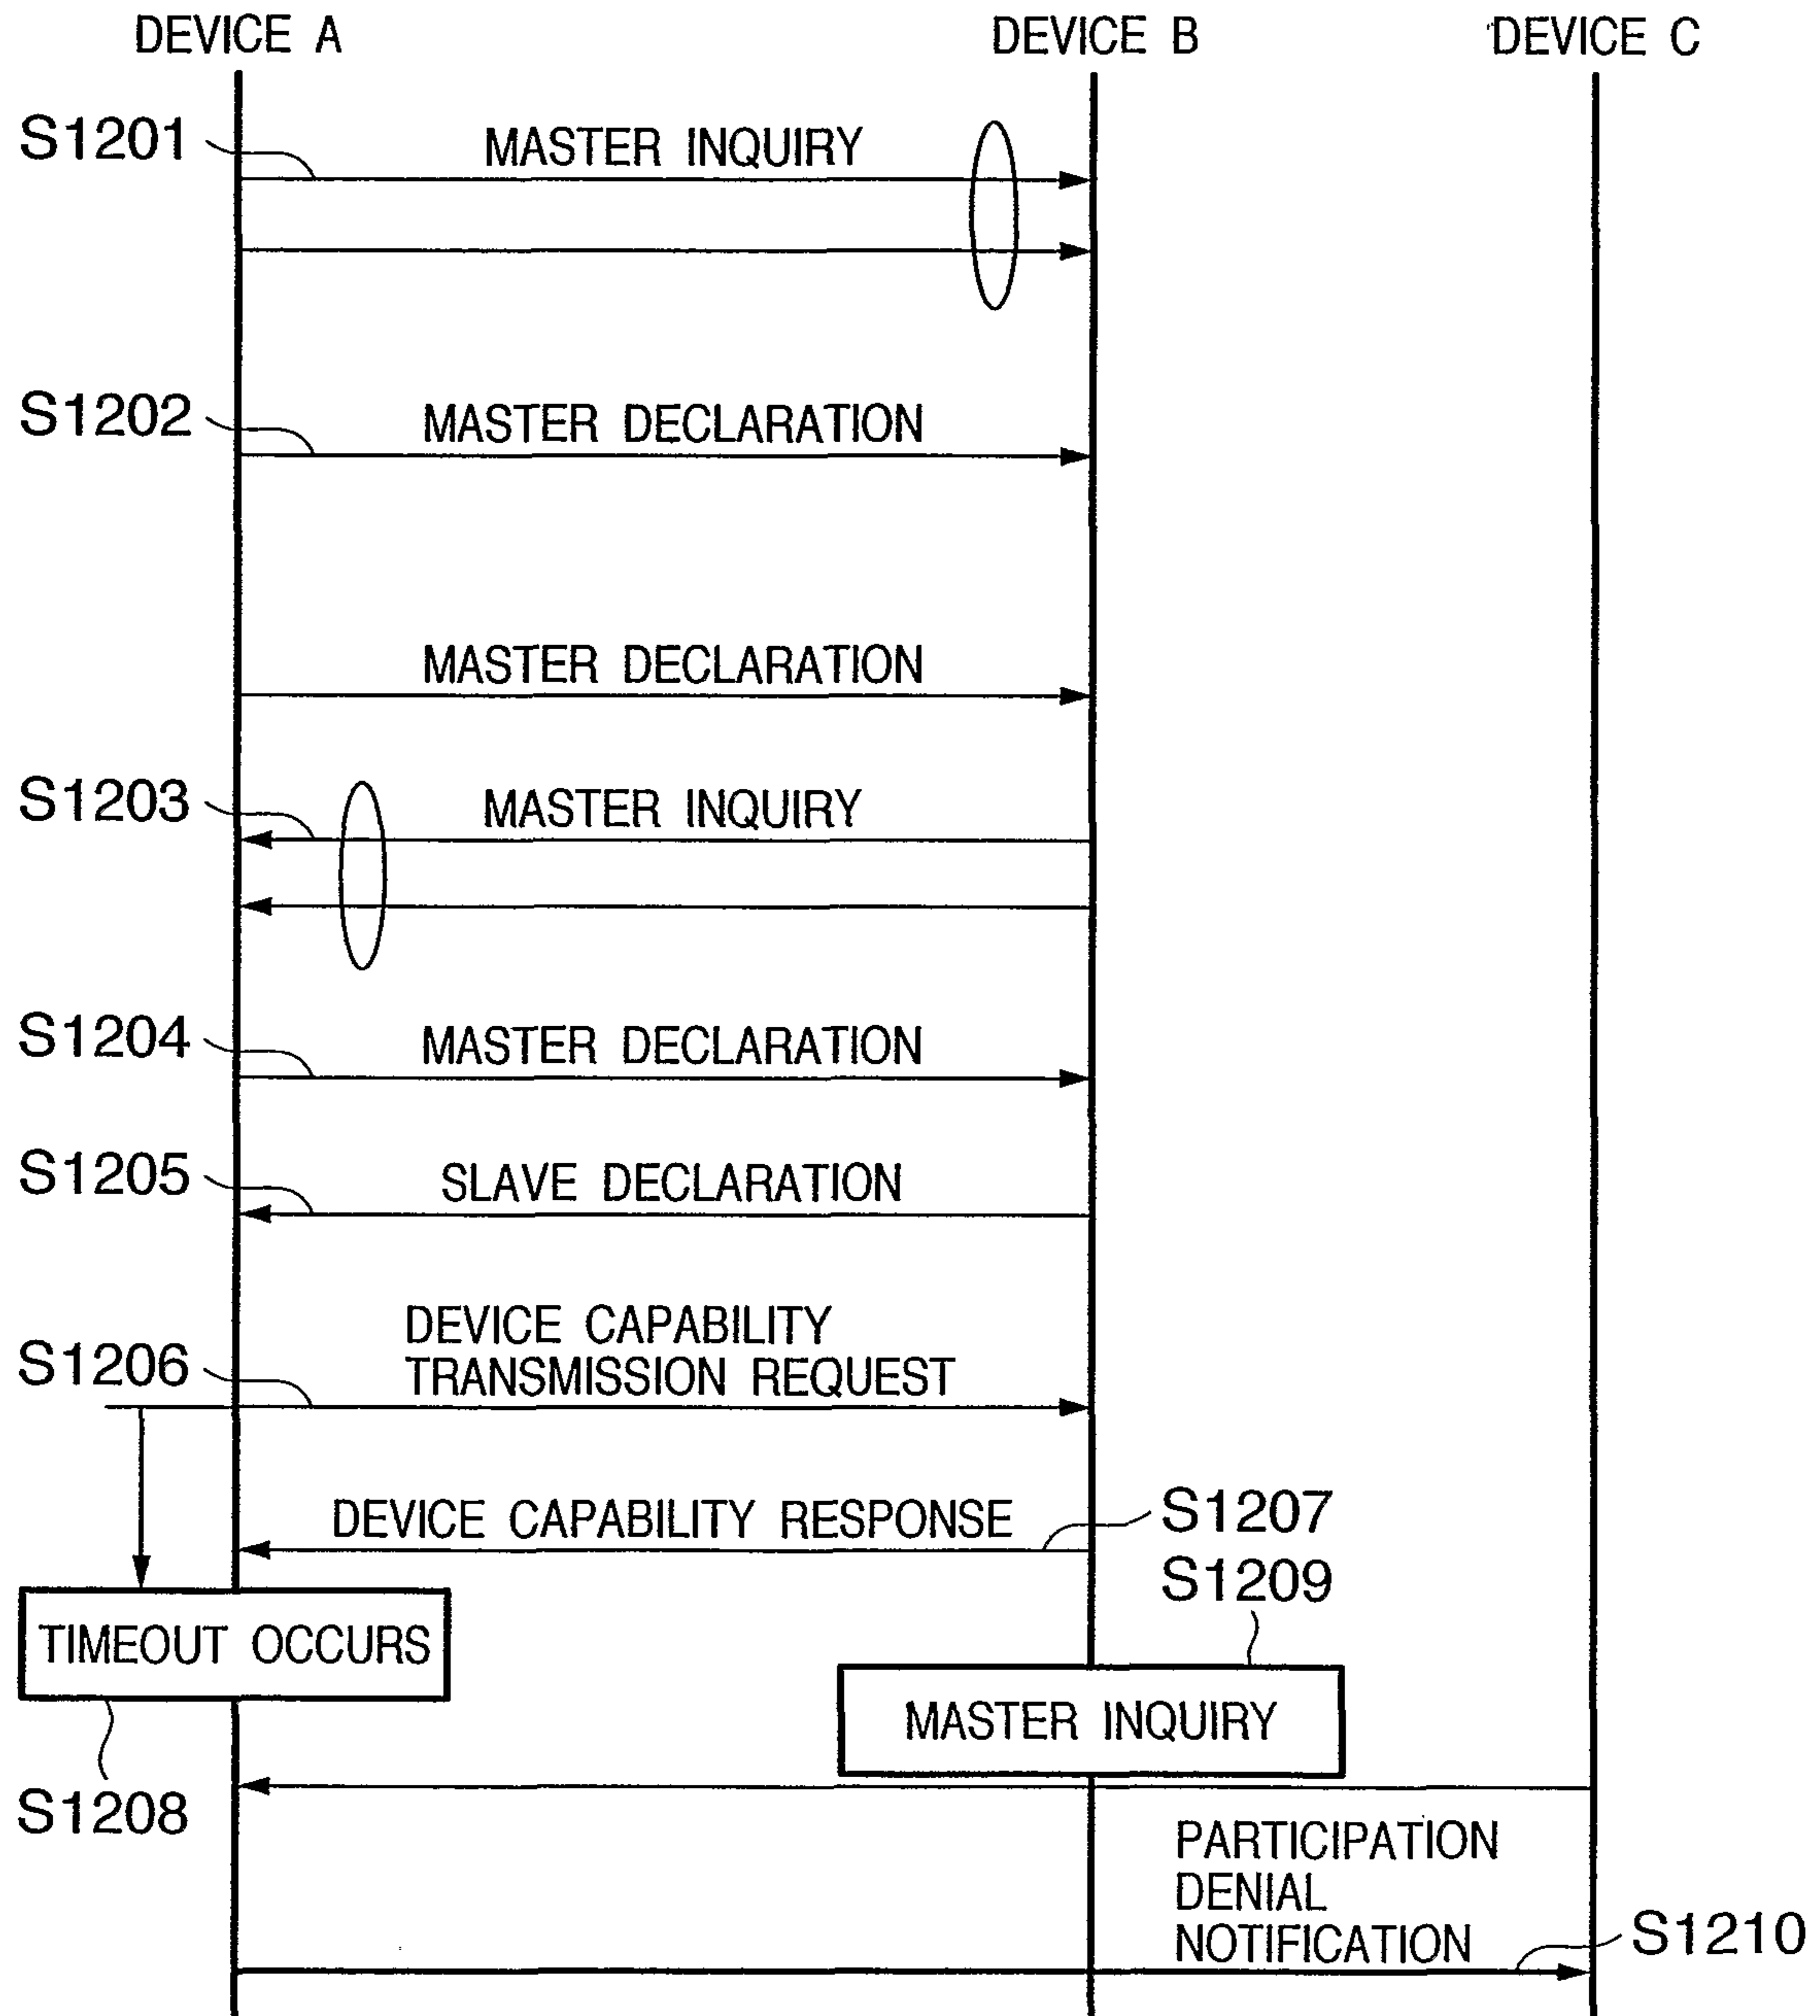 DEVICE A
DEVICE B
DEVICE C
S1201
MASTER INQUIRY
S1202
MASTER DECLARATION
MASTER DECLARATION
S1203
MASTER INQUIRY
S1204
MASTER DECLARATION
S1205
SLAVE DECLARATION
S1206
DEVICE CAPABILITY
TRANSMISSION REQUEST
DEVICE CAPABILITY RESPONSE
S1207
S1209
TIMEOUT OCCURS
MASTER INQUIRY
S1208
PARTICIPATION
DENIAL
NOTIFICATION
S1210